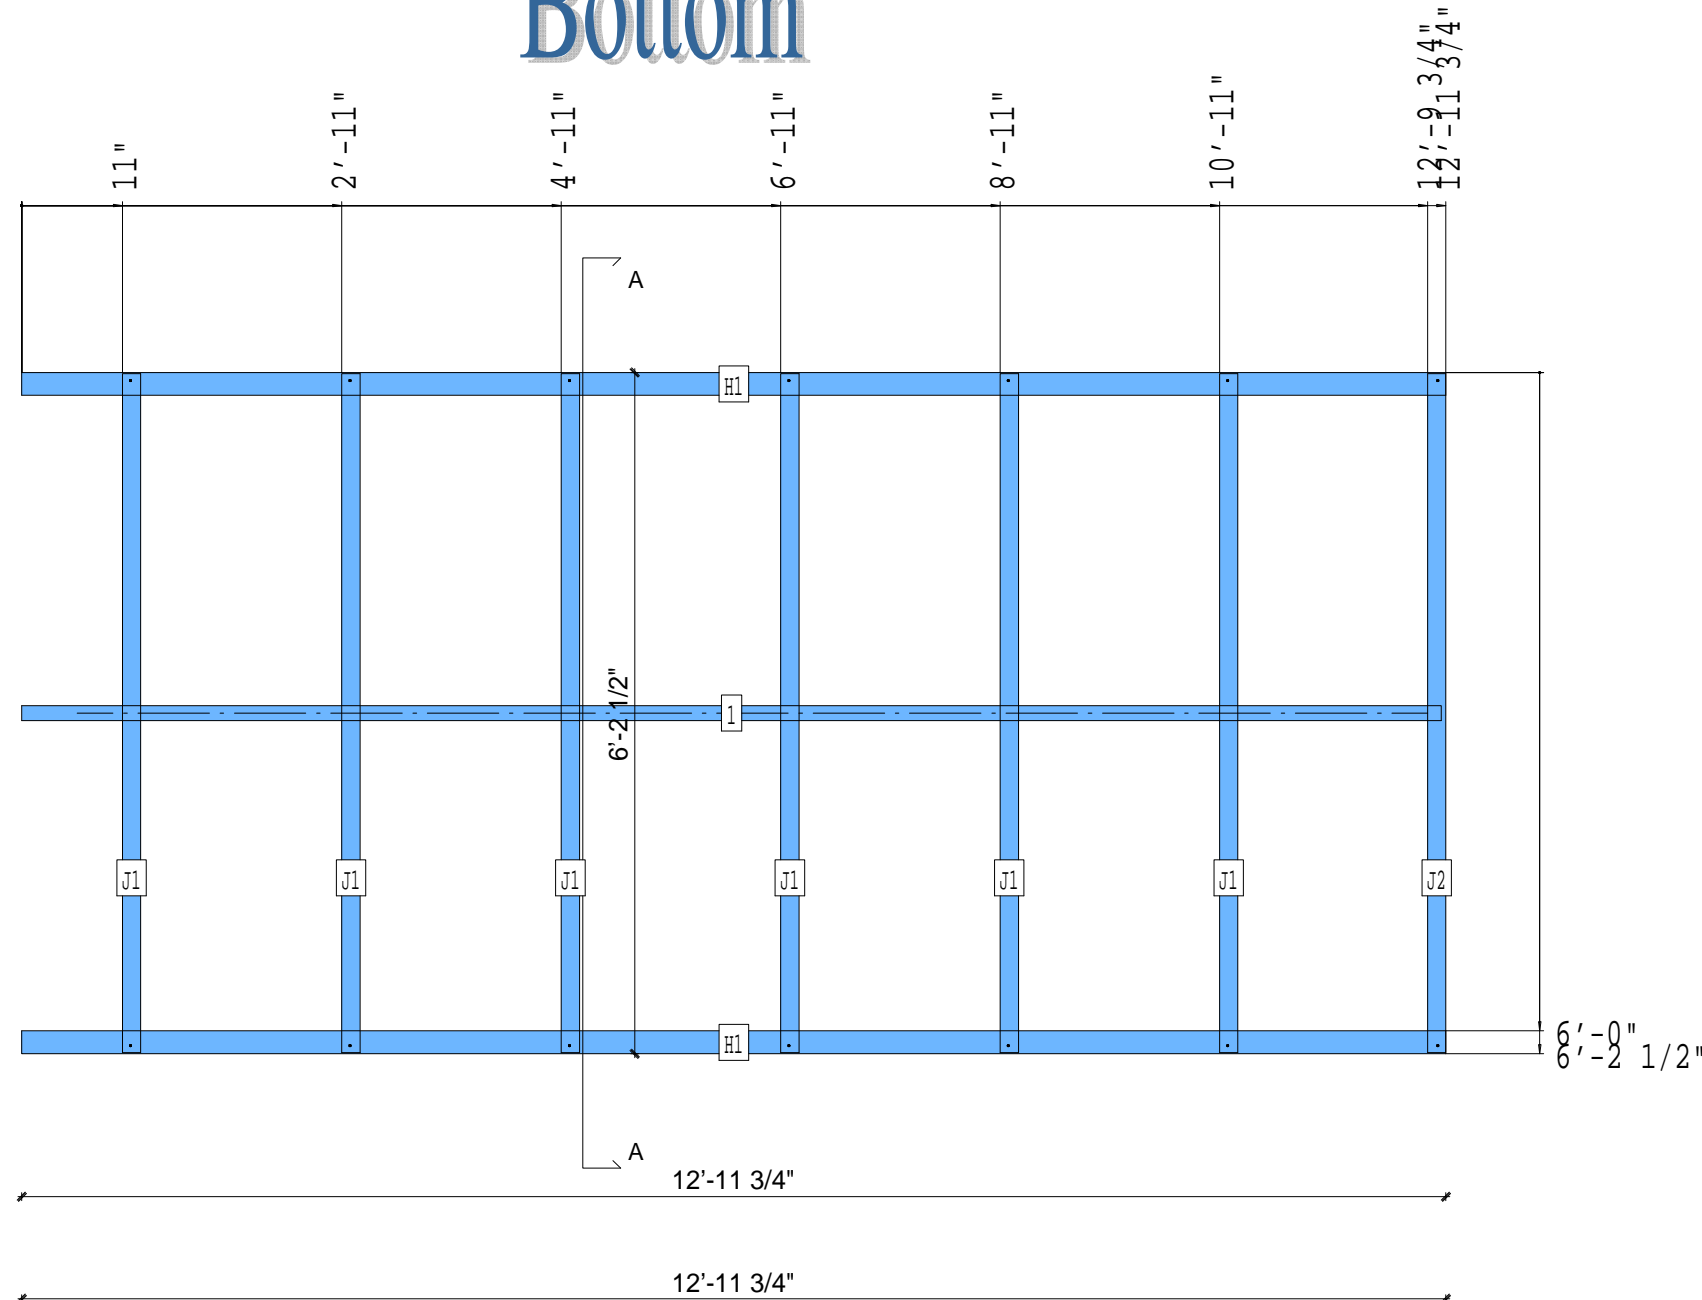 Bottom
11"
2'-11"
4'-11"
6'-11"
8'-11"
10'-11"
12'-9 3/4"
12'-11 3/4"
A
H1
6'-2 1/2"
1
J1
J1
J1
J1
J1
J1
J2
H1
6'-0"
6'-2 1/2"
A
12'-11 3/4"
12'-11 3/4"